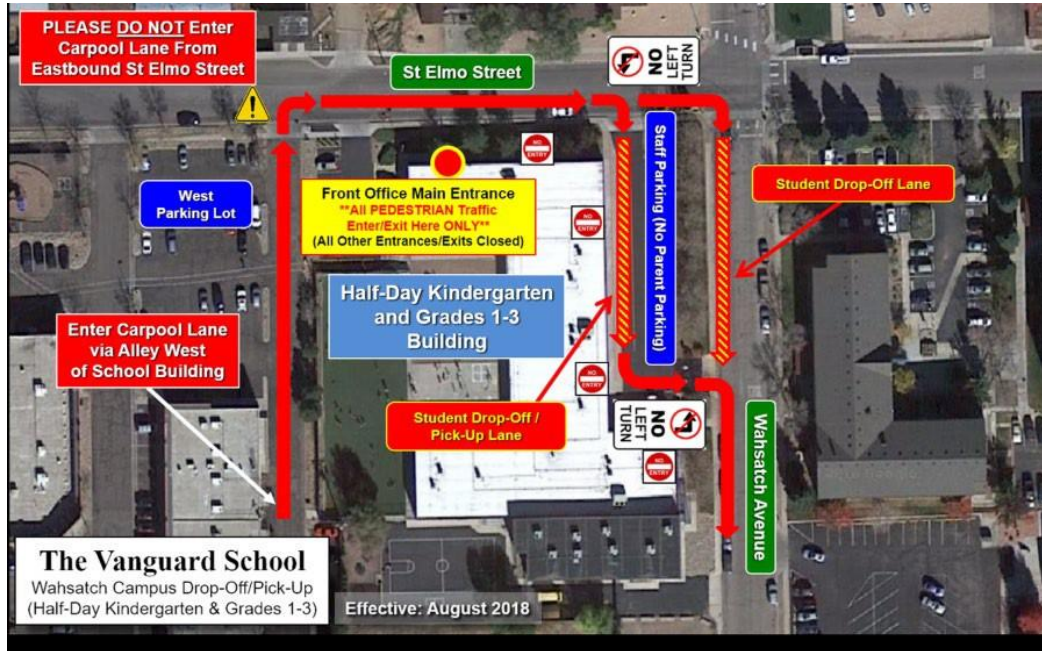 PLEASE DO NOT Enter
Carpool Lane From
Eastbound St Elmo Street
St Elmo Street
NO
LEFT
TURN
West
Parking Lot
Front Office Main Entrance
**All PEDESTRIAN Traffic
Enter/Exit Here ONLY**
(All Other Entrances/Exits Closed)
NO
ENTRY
NO
ENTRY
Staff Parking (No Parent Parking)
Student Drop-Off Lane
Half-Day Kindergarten
and Grades 1-3
Building
Enter Carpool Lane
via Alley West
of School Building
NO
ENTRY
Student Drop-Off /
Pick-Up Lane
NO
LEFT
TURN
NO
ENTRY
Wahsatch Avenue
The Vanguard School
Wahsatch Campus Drop-Off/Pick-Up
(Half-Day Kindergarten & Grades 1-3)
Effective: August 2018